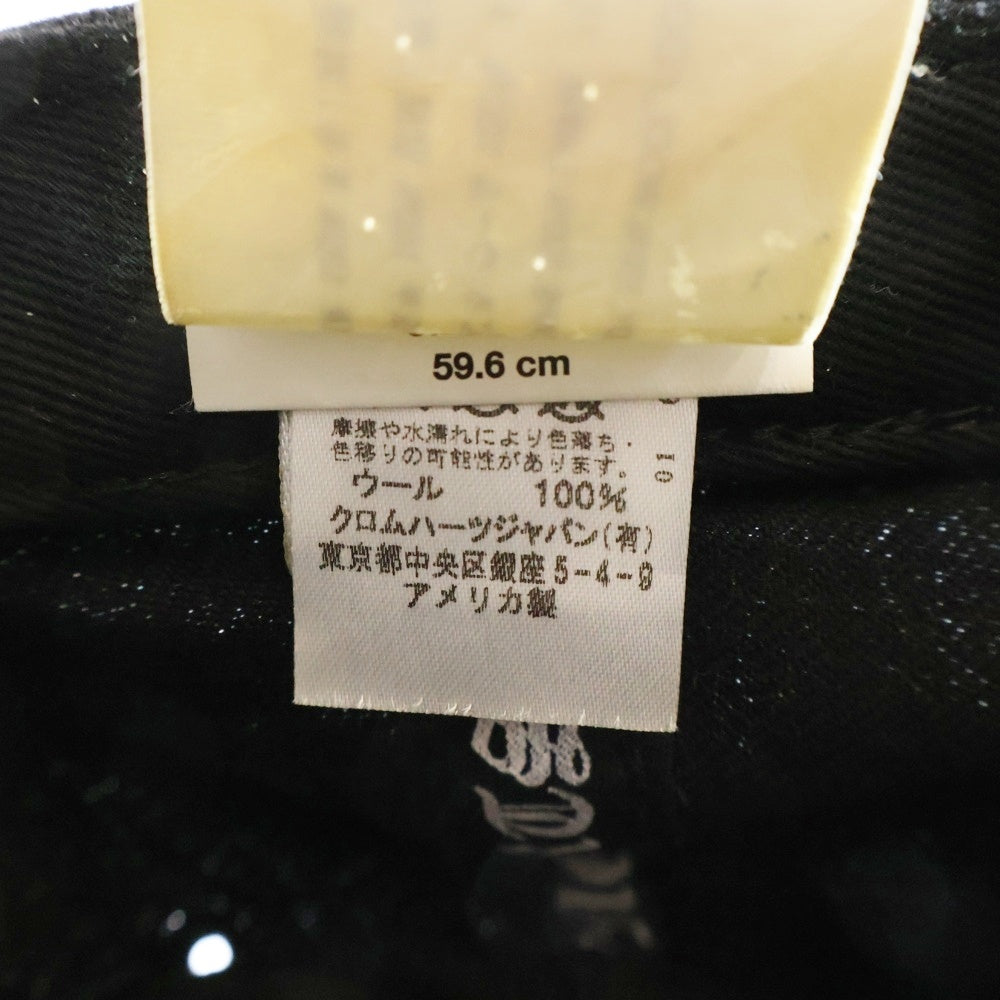 59.6 cm
摩擦や水濡れにより色落ち・
色移りの可能性があります。
ウール 100%
クロムハーツジャパン(有)
東京都中央区銀座5-4-9
アメリカ製
10